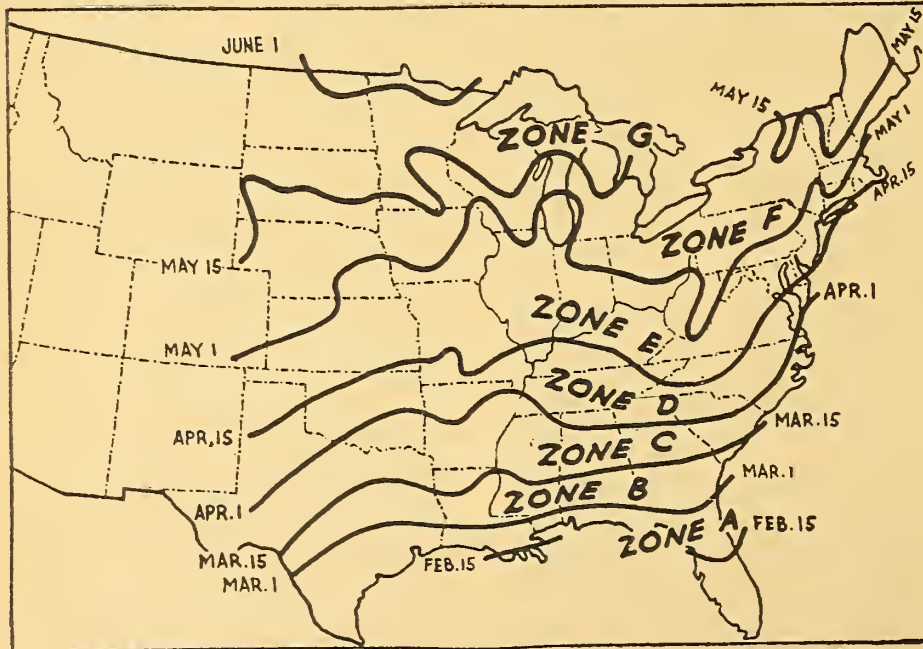 JUNE 1
MAY 15
MAY 15
MAY 1
APR.15
ZONE G
ZONE F
MAY 15
APR.1
ZONE E
MAY 1
ZONE D
APR,15
MAR.15
ZONE C
MAR.1
ZONE B
APR.1
ZONE A
FEB.15
MAR.15
FEB.15
MAR.1